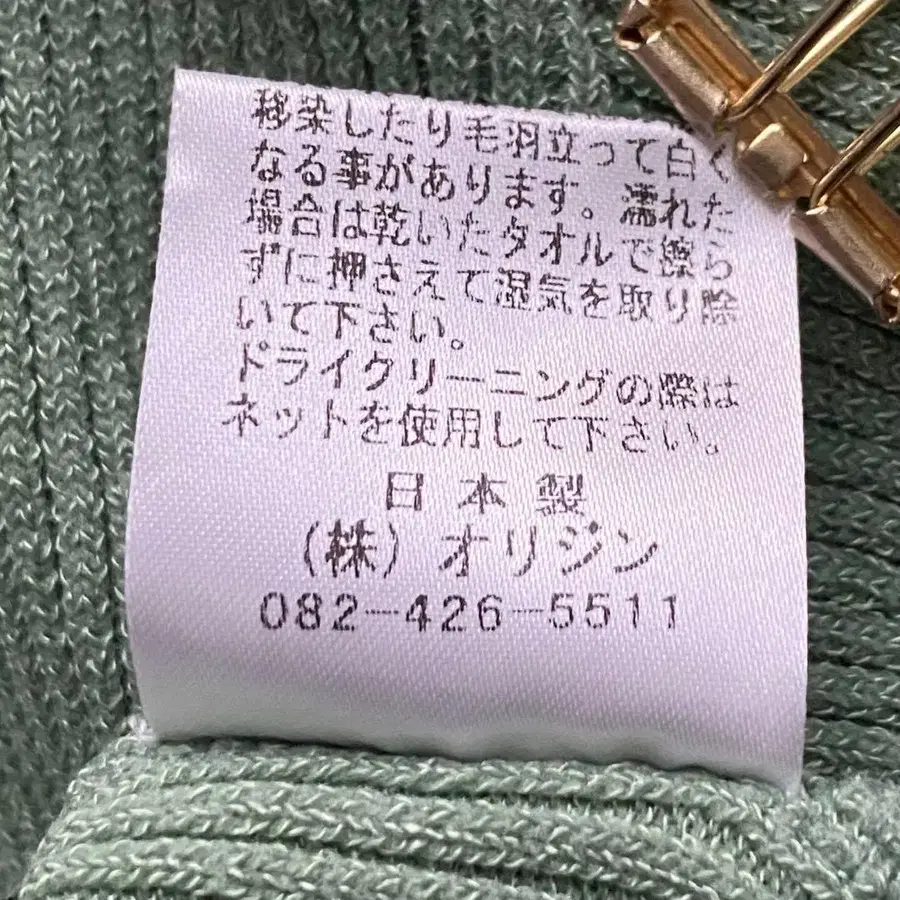 移染したり毛羽立って白く
なる事があります。濡れた
場合は乾いたタオルで擦ら
ずに押さえて湿気を取り除
いて下さい。
ドライクリーニングの際は
ネットを使用して下さい。
日本製
(株)オリジン
082-426-5511